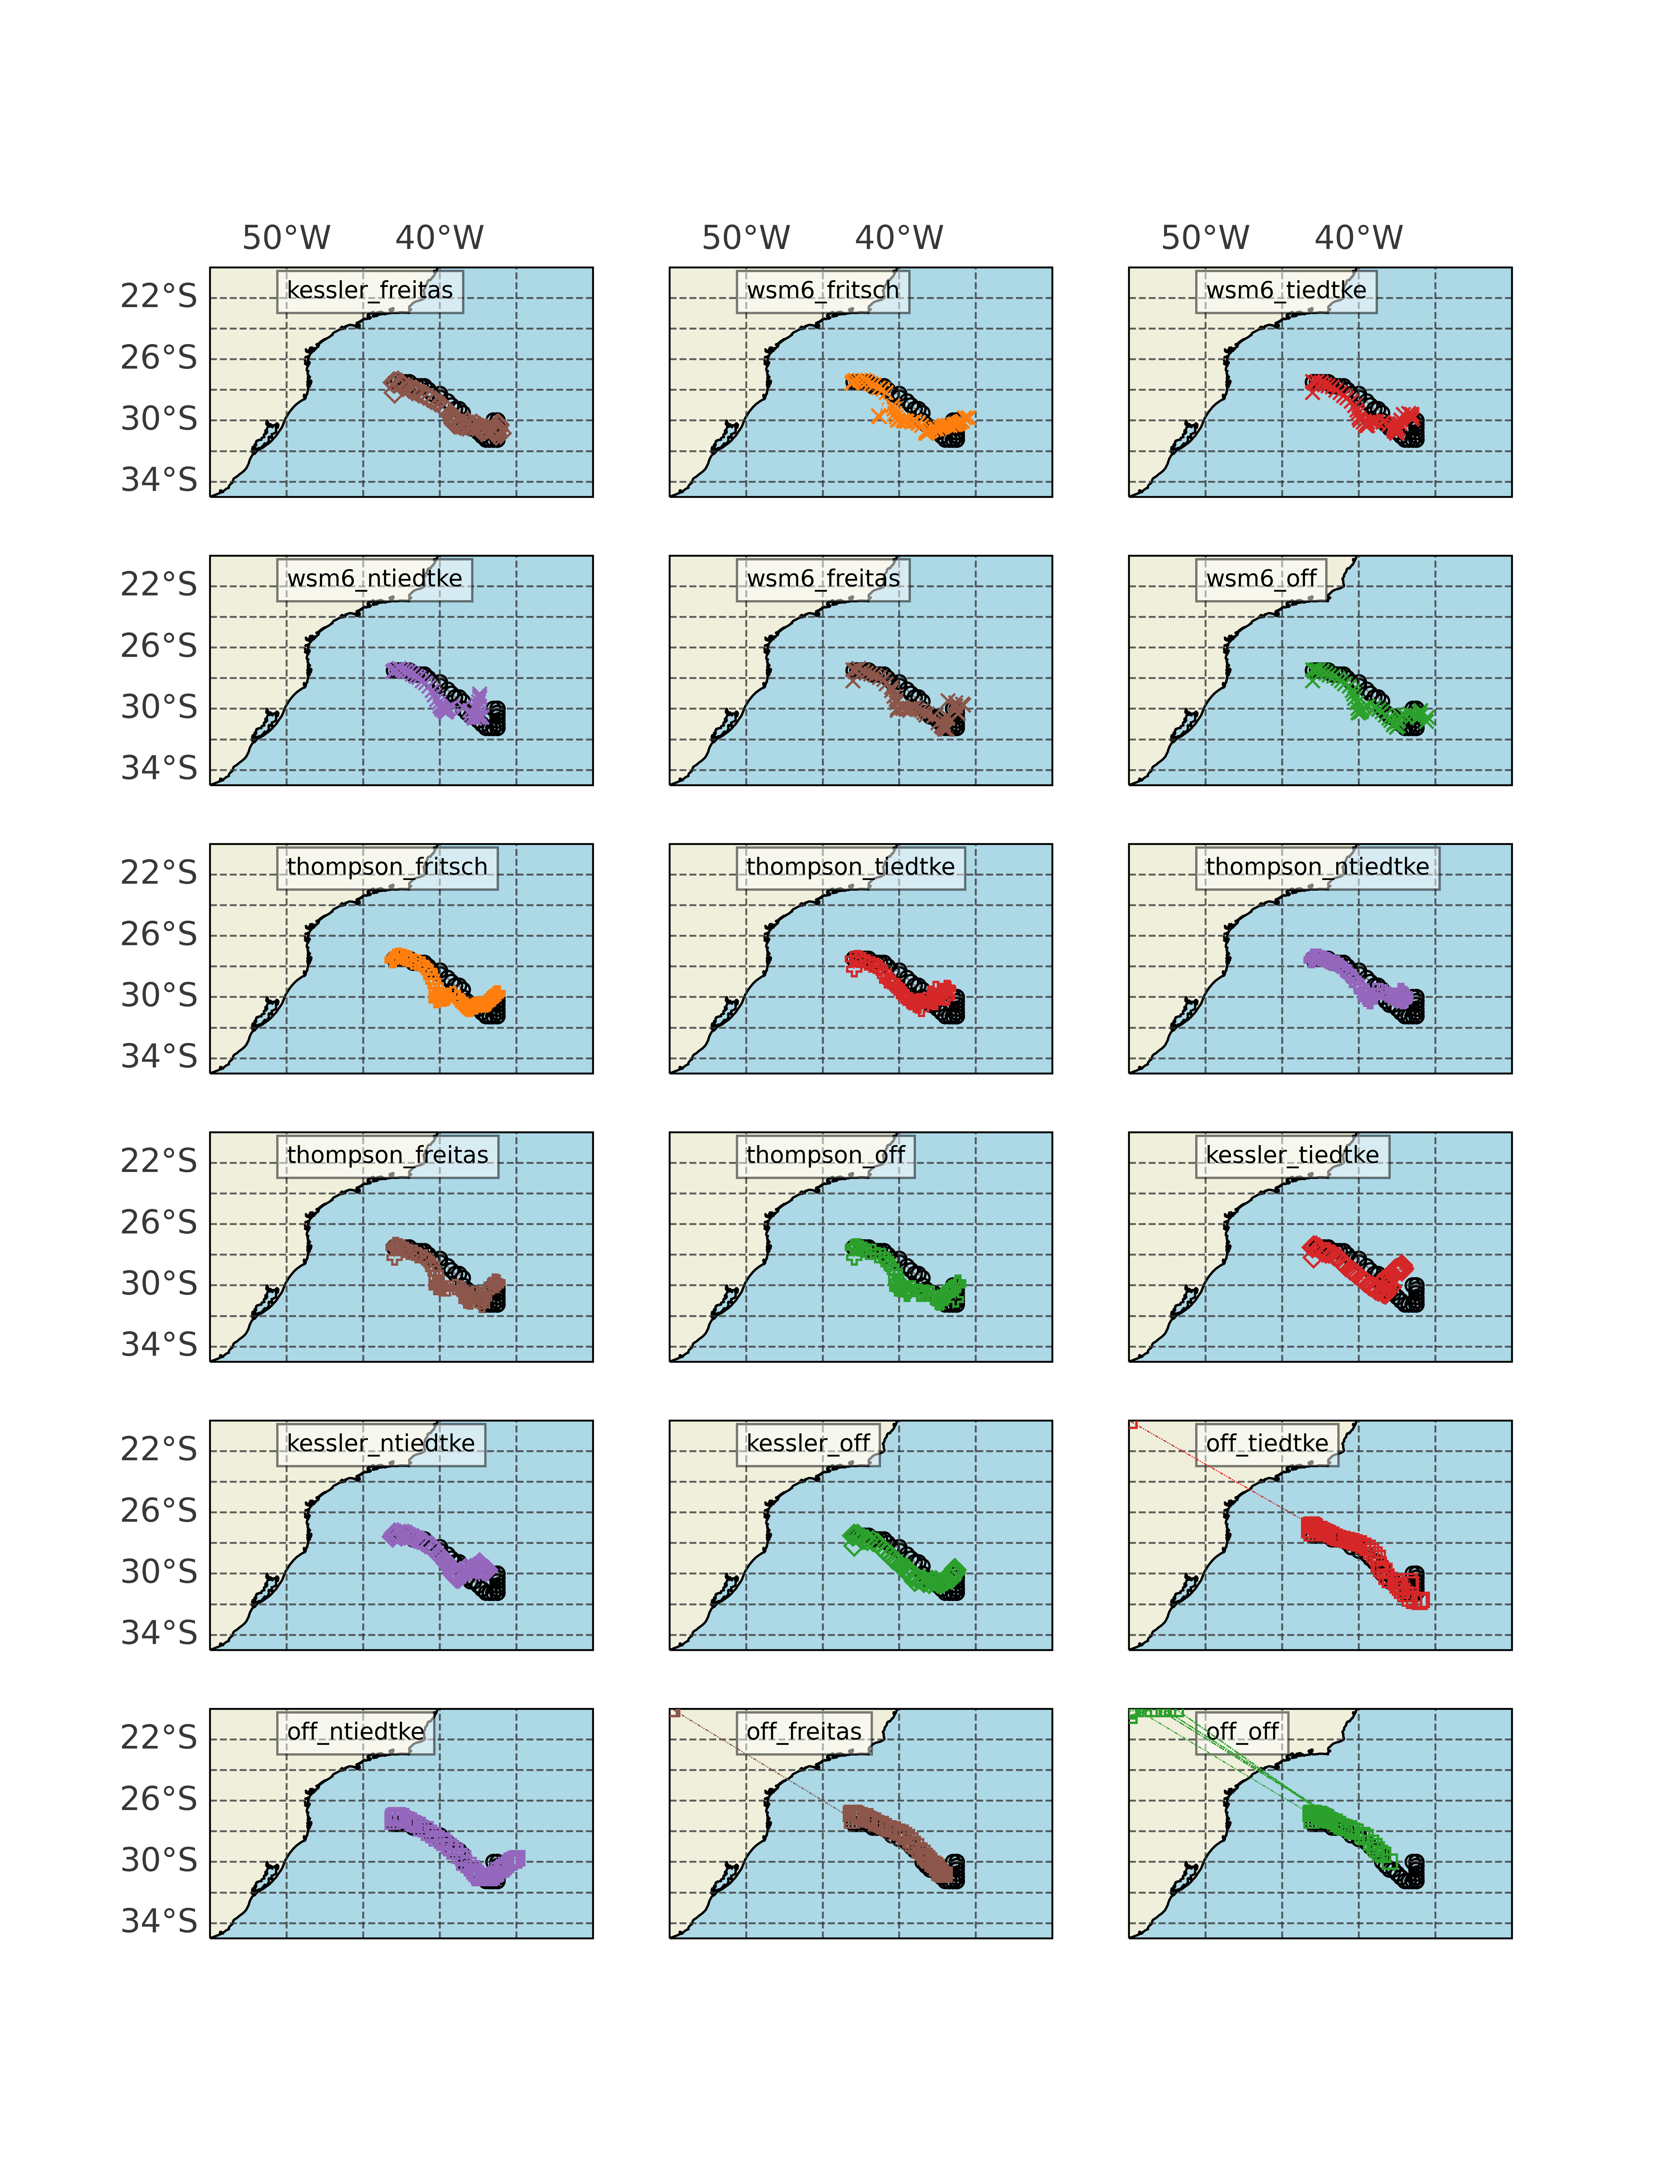 50°W 40°W 50°W 40°W 50°W 40°W
22°S kessler_freitas wsm6_fritsch wsm6_tiedtke
26°S
30°S
34°S
22°S wsm6_ntiedtke wsm6_freitas wsm6_off
26°S
30°S
34°S
22°S thompson_fritsch thompson_tiedtke thompson_ntiedtke
26°S
30°S
34°S
22°S thompson_freitas thompson_off kessler_tiedtke
26°S
30°S
34°S
22°S kessler_ntiedtke kessler_off off_tiedtke
26°S
30°S
34°S
22°S off_ntiedtke off_freitas off_off
26°S
30°S
34°S